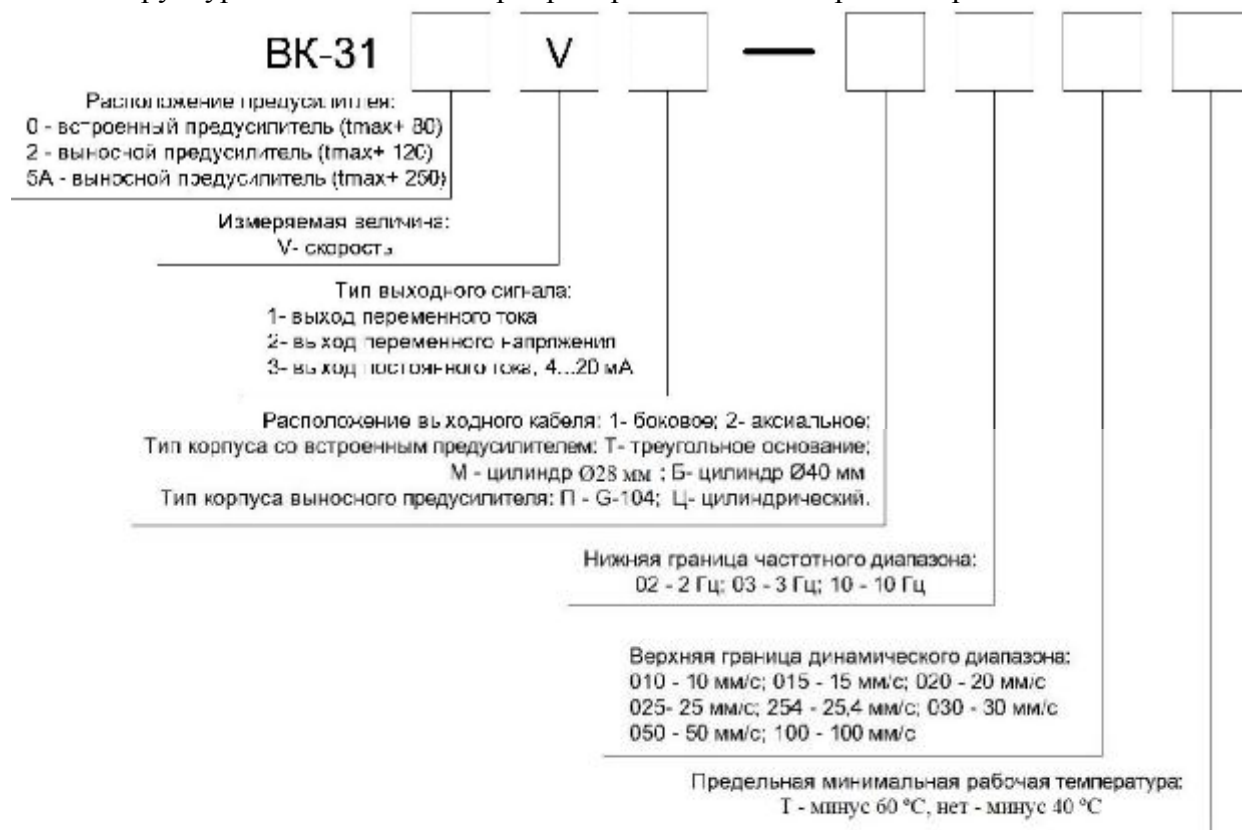 ВК-31 V —
Расположение предусилителя:
0 - встроенный предусилитель (tmax+ 80)
2 - выносной предусилитель (tmax+ 120)
5А - выносной предусилитель (tmax+ 250)
Измеряемая величина:
V- скорость
Тип выходного сигнала:
1- выход переменного тока
2- выход переменного напряжения
3- выход постоянного тока, 4...20 мА
Расположение выходного кабеля: 1- боковое; 2- аксиальное;
Тип корпуса со встроенным предусилителем: Т- треугольное основание;
М - цилиндр Ø28 мм ; Б- цилиндр Ø40 мм
Тип корпуса выносного предусилителя: П - G-104; Ц- цилиндрический.
Нижняя граница частотного диапазона:
02 - 2 Гц; 03 - 3 Гц; 10 - 10 Гц
Верхняя граница динамического диапазона:
010 - 10 мм/с; 015 - 15 мм/с; 020 - 20 мм/с
025- 25 мм/с; 254 - 25,4 мм/с; 030 - 30 мм/с
050 - 50 мм/с; 100 - 100 мм/с
Предельная минимальная рабочая температура:
Т - минус 60 °С, нет - минус 40 °С